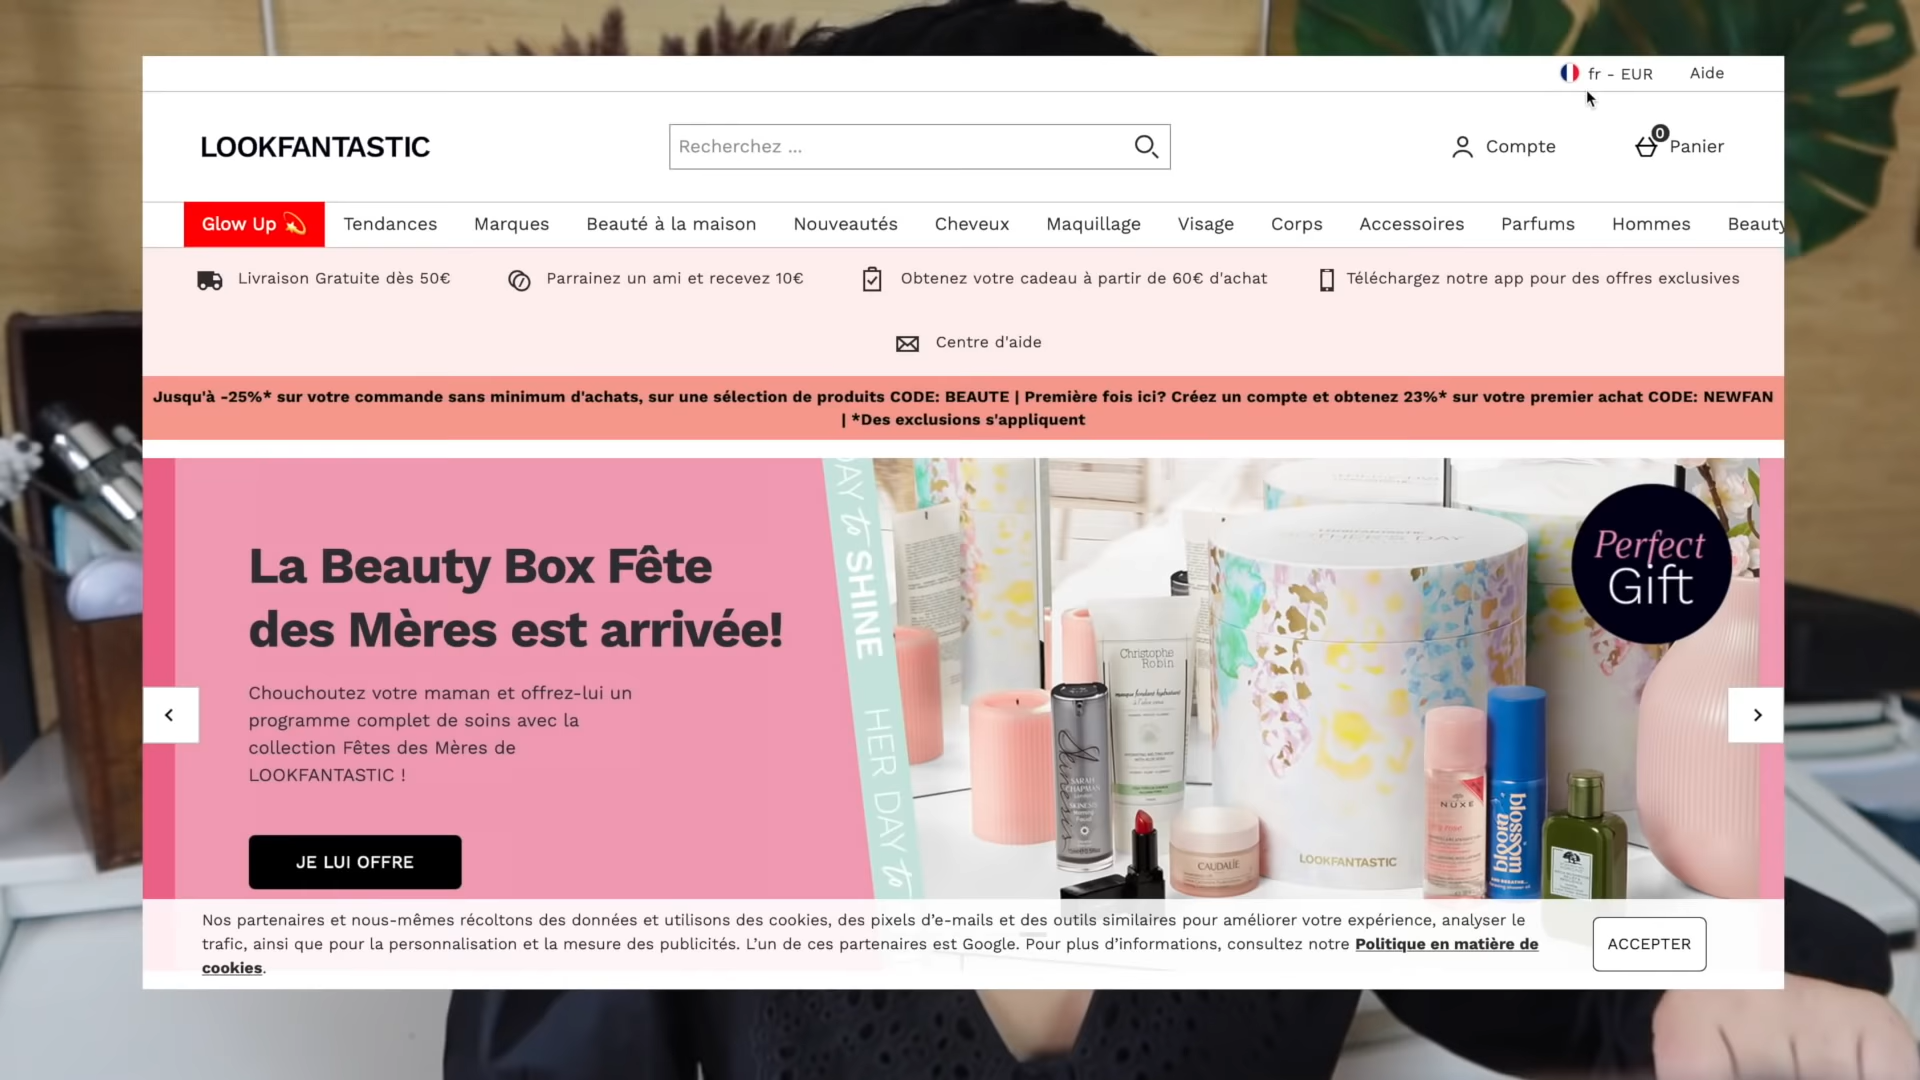 fr - EUR Aide
LOOKFANTASTIC
Recherchez ...
Compte
0
Panier
Glow Up Tendances Marques Beauté à la maison Nouveautés Cheveux Maquillage Visage Corps Accessoires Parfums Hommes Beauty
Livraison Gratuite dès 50€ Parrainez un ami et recevez 10€ Obtenez votre cadeau à partir de 60€ d'achat Téléchargez notre app pour des offres exclusives
Centre d'aide
Jusqu'à -25%* sur votre commande sans minimum d'achats, sur une sélection de produits CODE: BEAUTE | Première fois ici? Créez un compte et obtenez 23%* sur votre premier achat CODE: NEWFAN
| *Des exclusions s'appliquent
La Beauty Box Fête
des Mères est arrivée!
Chouchoutez votre maman et offrez-lui un
programme complet de soins avec la
collection Fêtes des Mères de
LOOKFANTASTIC !
JE LUI OFFRE
DAY to SHINE
HER DAY to
Perfect
Gift
Christophe
Robin
SARAH
CHAPMAN
CAUDALÍE
LOOKFANTASTIC
NUXE
bloom
blossom
Nos partenaires et nous-mêmes récoltons des données et utilisons des cookies, des pixels d’e-mails et des outils similaires pour améliorer votre expérience, analyser le
trafic, ainsi que pour la personnalisation et la mesure des publicités. L’un de ces partenaires est Google. Pour plus d’informations, consultez notre Politique en matière de
cookies.
ACCEPTER